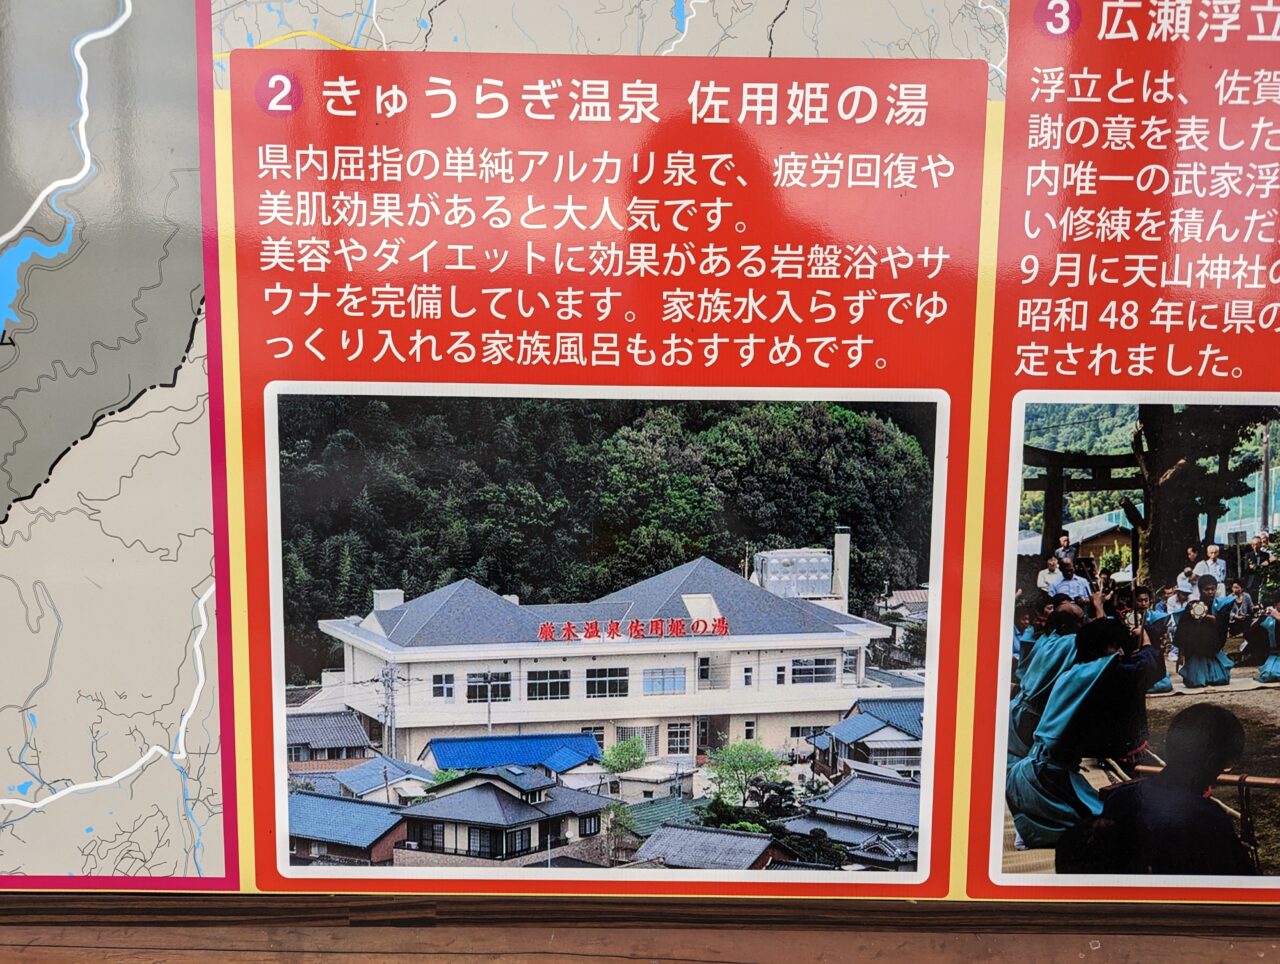 2 きゅうらぎ温泉 佐用姫の湯
県内屈指の単純アルカリ泉で、疲労回復や
美肌効果があると大人気です。
美容やダイエットに効果がある岩盤浴やサ
ウナを完備しています。家族水入らずでゆ
っくり入れる家族風呂もおすすめです。
厳木温泉佐用姫の湯
3 広瀬浮立
浮立とは、佐賀
謝の意を表した
内唯一の武家浮
い修練を積んだ
9月に天山神社の
昭和 48 年に県の
定されました。